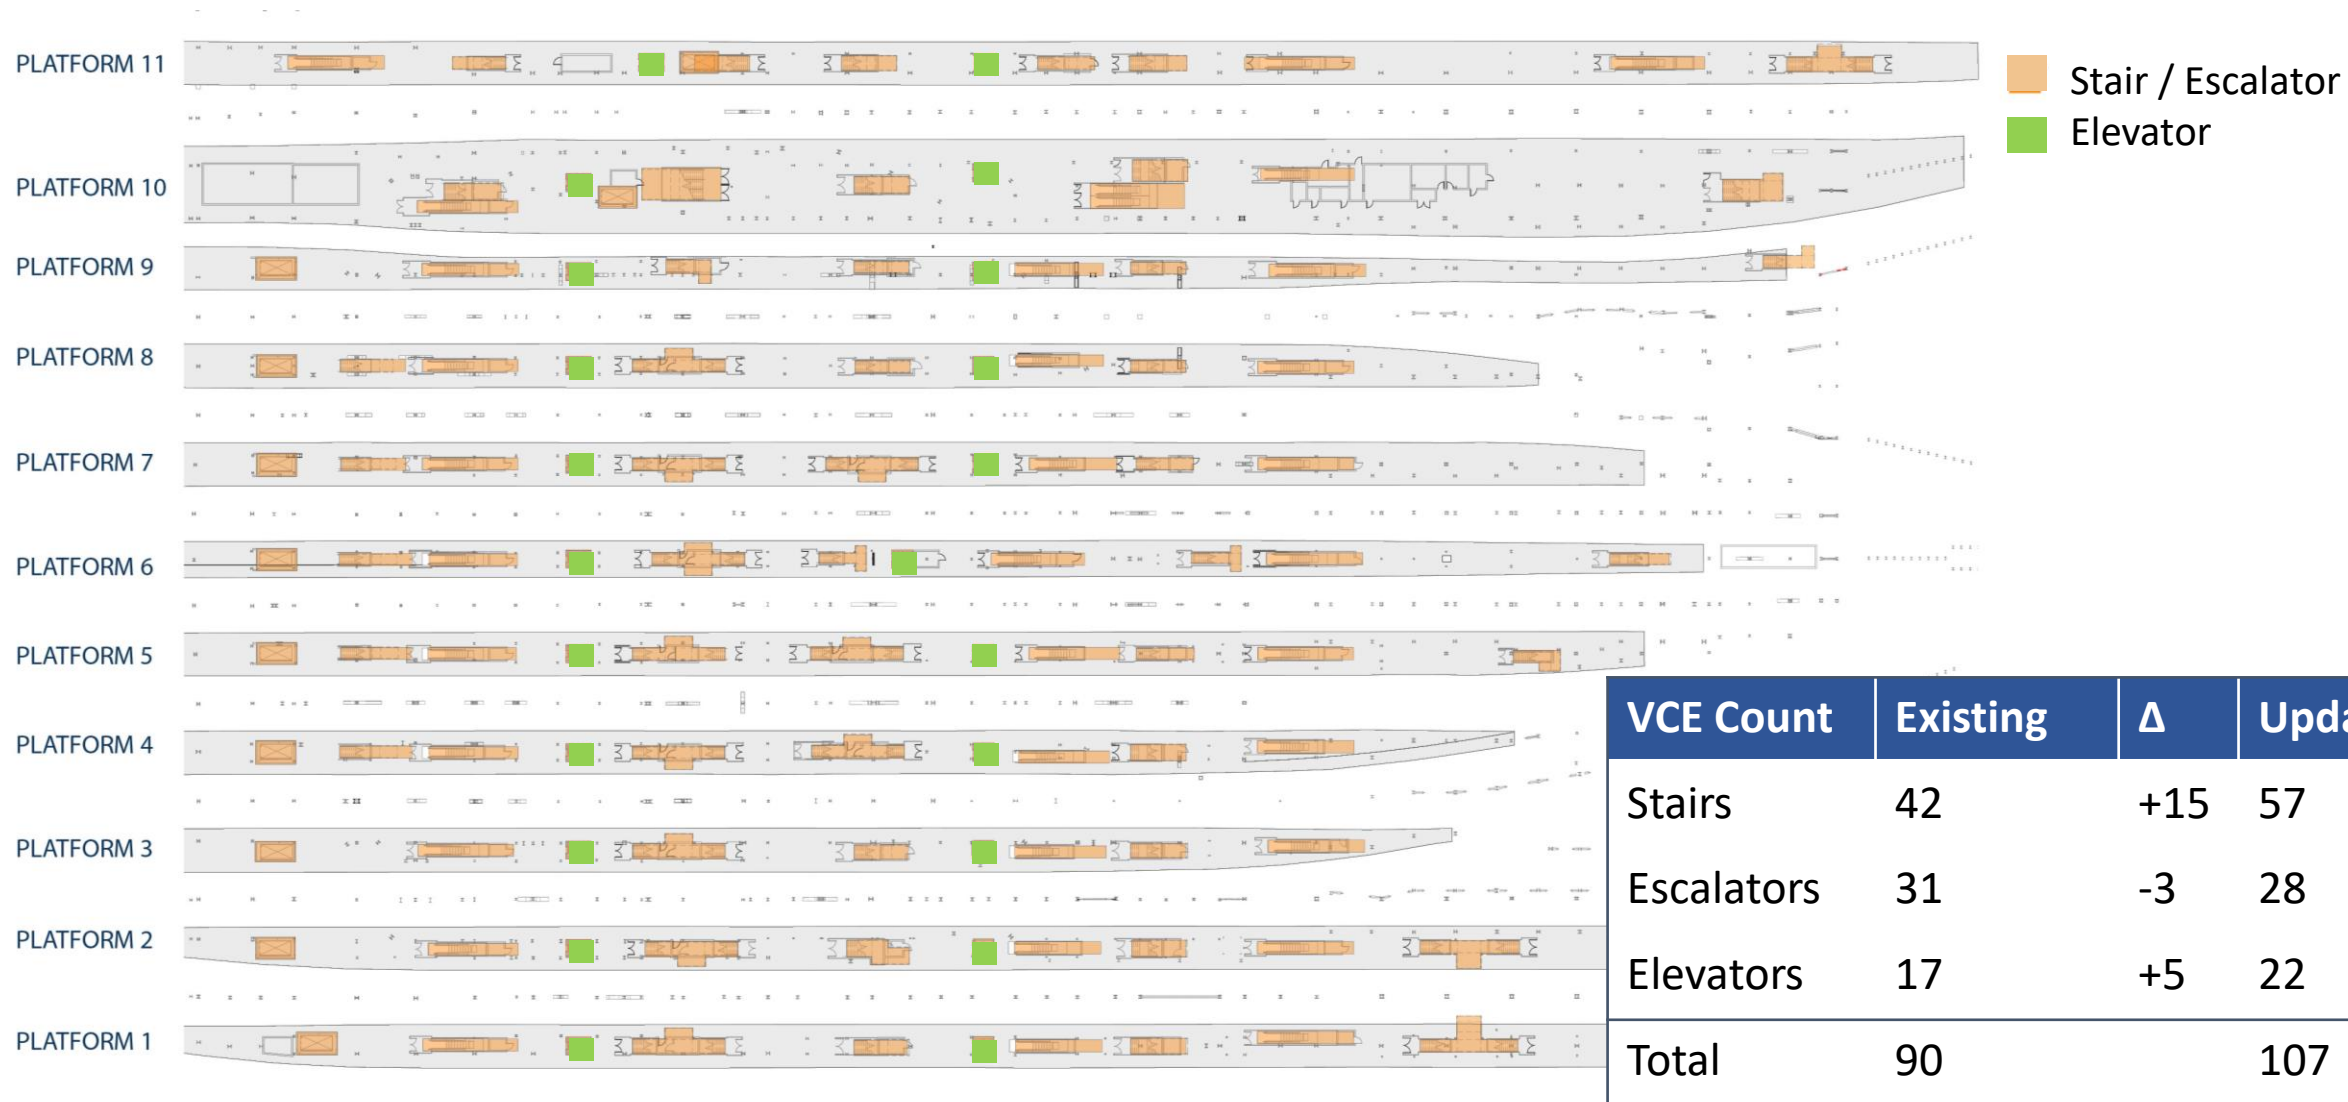 PLATFORM 11
Stair / Escalator
Elevator
PLATFORM 10
PLATFORM 9
PLATFORM 8
PLATFORM 7
PLATFORM 6
PLATFORM 5
PLATFORM 4
PLATFORM 3
PLATFORM 2
PLATFORM 1
VCE Count Existing Δ Upda
Stairs 42 +15 57
Escalators 31 -3 28
Elevators 17 +5 22
Total 90 107